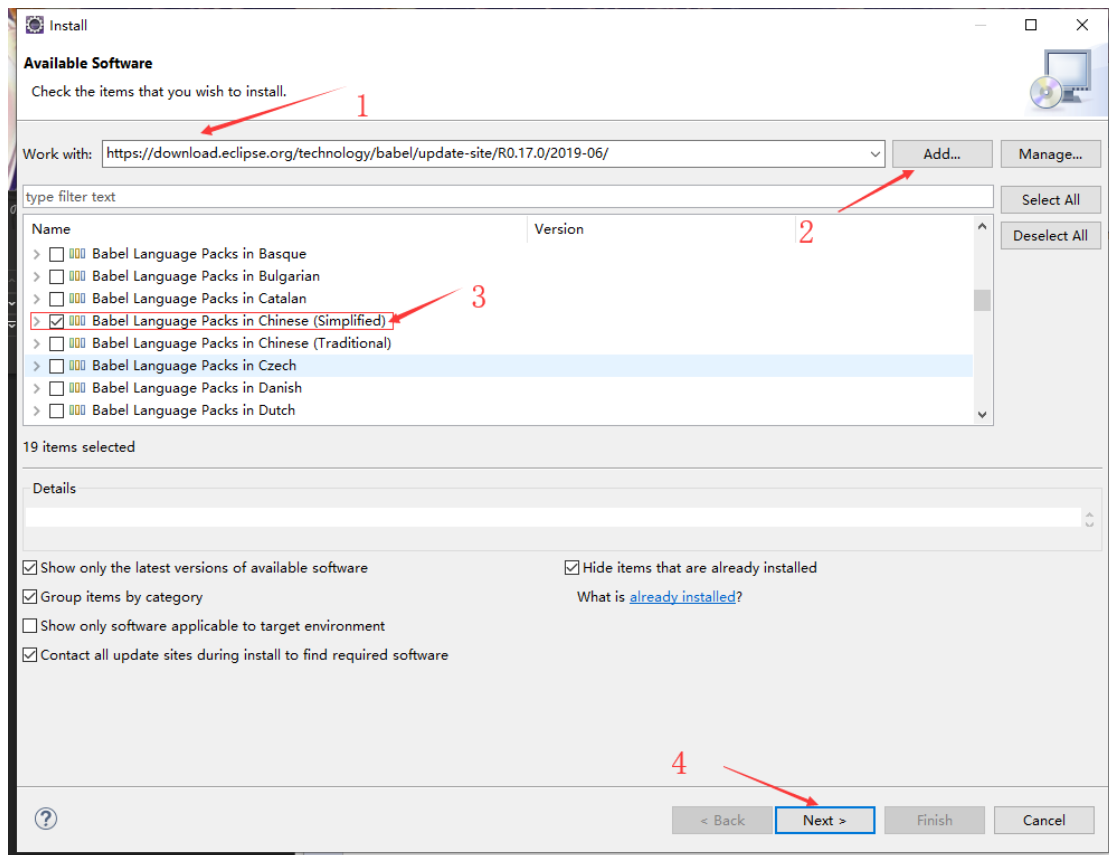 Install
Available Software
Check the items that you wish to install.
1
Work with: https://download.eclipse.org/technology/babel/update-site/R0.17.0/2019-06/ Add... Manage...
type filter text Select All
2
Name Version Deselect All
Babel Language Packs in Basque
Babel Language Packs in Bulgarian
Babel Language Packs in Catalan
3
Babel Language Packs in Chinese (Simplified)
Babel Language Packs in Chinese (Traditional)
Babel Language Packs in Czech
Babel Language Packs in Danish
Babel Language Packs in Dutch
19 items selected
Details
Show only the latest versions of available software Hide items that are already installed
Group items by category What is already installed?
Show only software applicable to target environment
Contact all update sites during install to find required software
4
? < Back Next > Finish Cancel